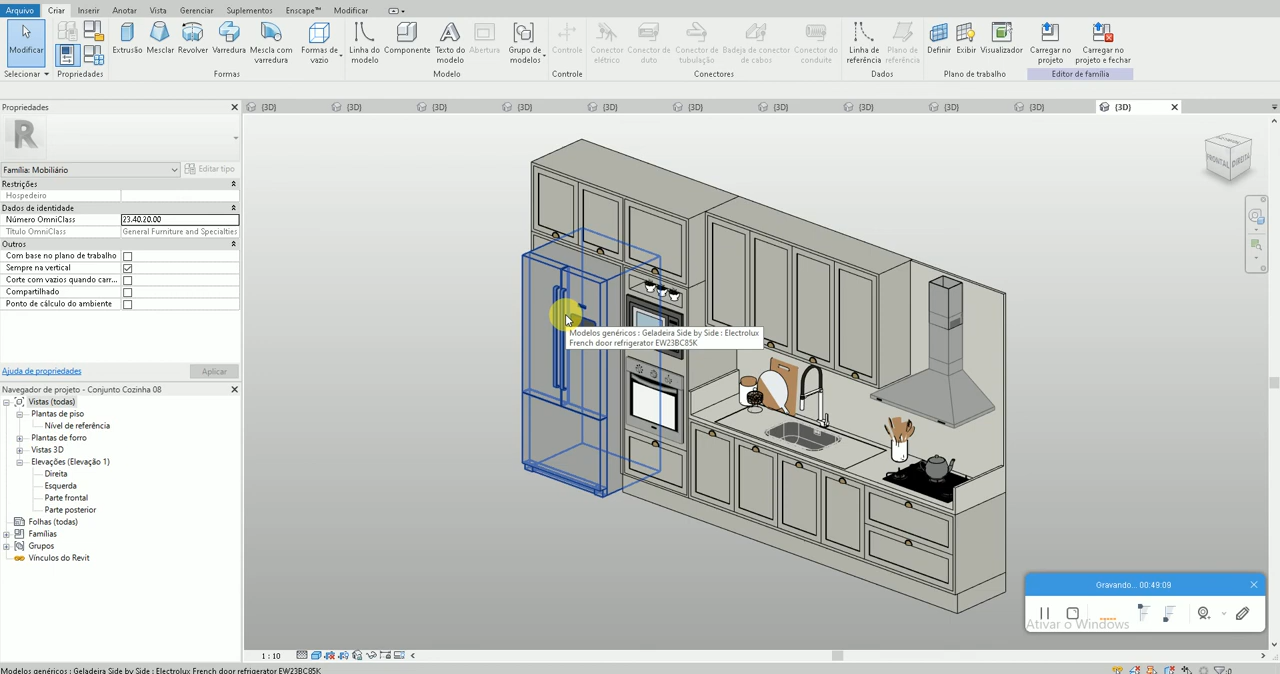 Arquivo Criar Inserir Anotar Vista Gerenciar Suplementos Enscape™ Modificar
Modificar
Extrusão Mesclar Revolver Varredura Mescla com varredura Formas de vazio
Linha do modelo Componente Texto do modelo Abertura Grupo de modelos
Controle
Conector elétrico Conector de duto Conector de tubulação Badeja de conector de cabos Conector do conduite
Linha de referência Plano de referência
Definir Exibir Visualizador
Carregar no projeto Carregar no projeto e fechar
Selecionar Propriedades Formas Modelo Controle Conectores Dados Plano de trabalho Editor de família
Propriedades
{3D} {3D} {3D} {3D} {3D} {3D} {3D} {3D} {3D} {3D} {3D}
R
Família: Mobiliário Editar tipo
Restrições
Hospedeiro
Dados de identidade
Número OmniClass 23.40.20.00
Título OmniClass General Furniture and Specialties
Outros
Com base no plano de trabalho
Sempre na vertical
Corte com vazios quando carr...
Compartilhado
Ponto de cálculo do ambiente
Ajuda de propriedades Aplicar
Navegador de projeto - Conjunto Cozinha 08
Vistas (todas)
Plantas de piso
Nível de referência
Plantas de forro
Vistas 3D
Elevações (Elevação 1)
Direita
Esquerda
Parte frontal
Parte posterior
Folhas (todas)
Famílias
Grupos
Vínculos do Revit
FRONTAL DIREITA
Modelos genéricos : Geladeira Side by Side : Electrolux
French door refrigerator EW23BC85K
Gravando... 00:49:09
Ativar o Windows
1 : 10
Modelos genéricos : Geladeira Side by Side : Electrolux French door refrigerator EW23BC85K
:0